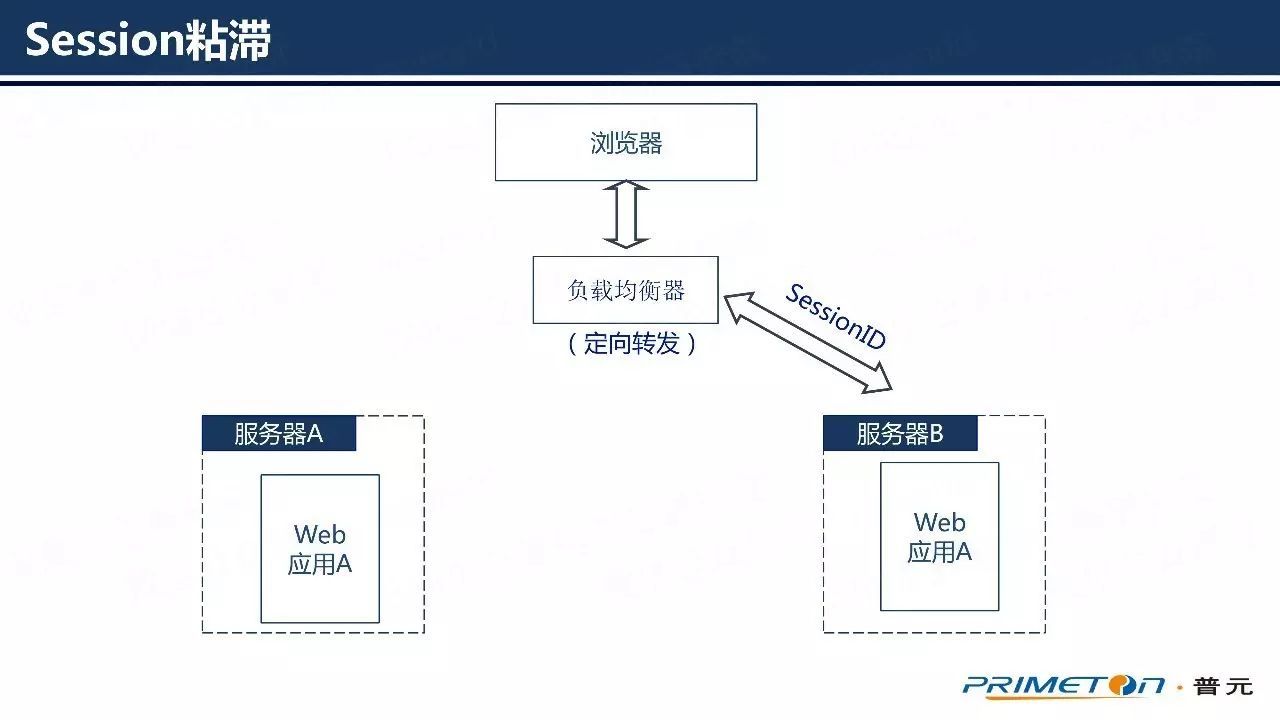 Session粘滞
浏览器
负载均衡器
（定向转发）
SessionID
服务器A
服务器B
Web
应用A
Web
应用A
PRIMETON · 普元